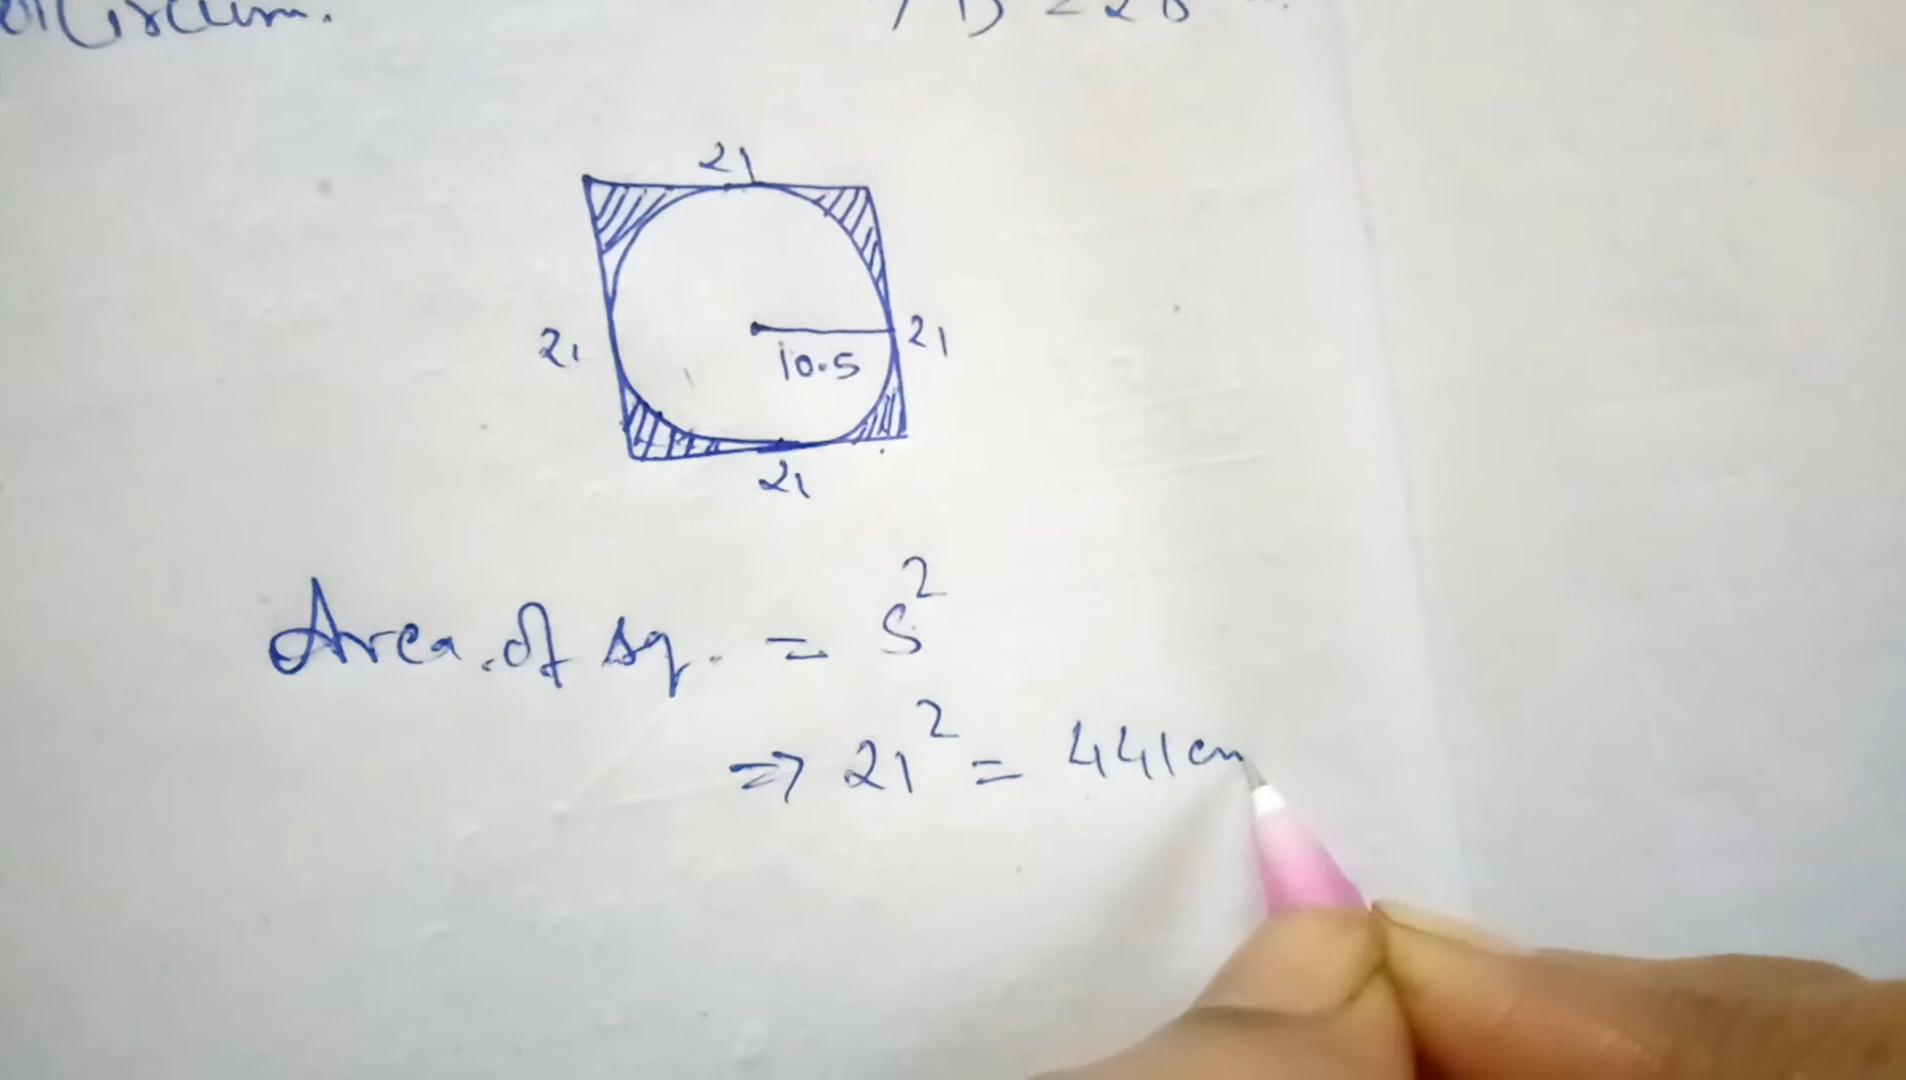 21
21
21
10.5
21
Area of sq. = S²
⇒ 21² = 441cm